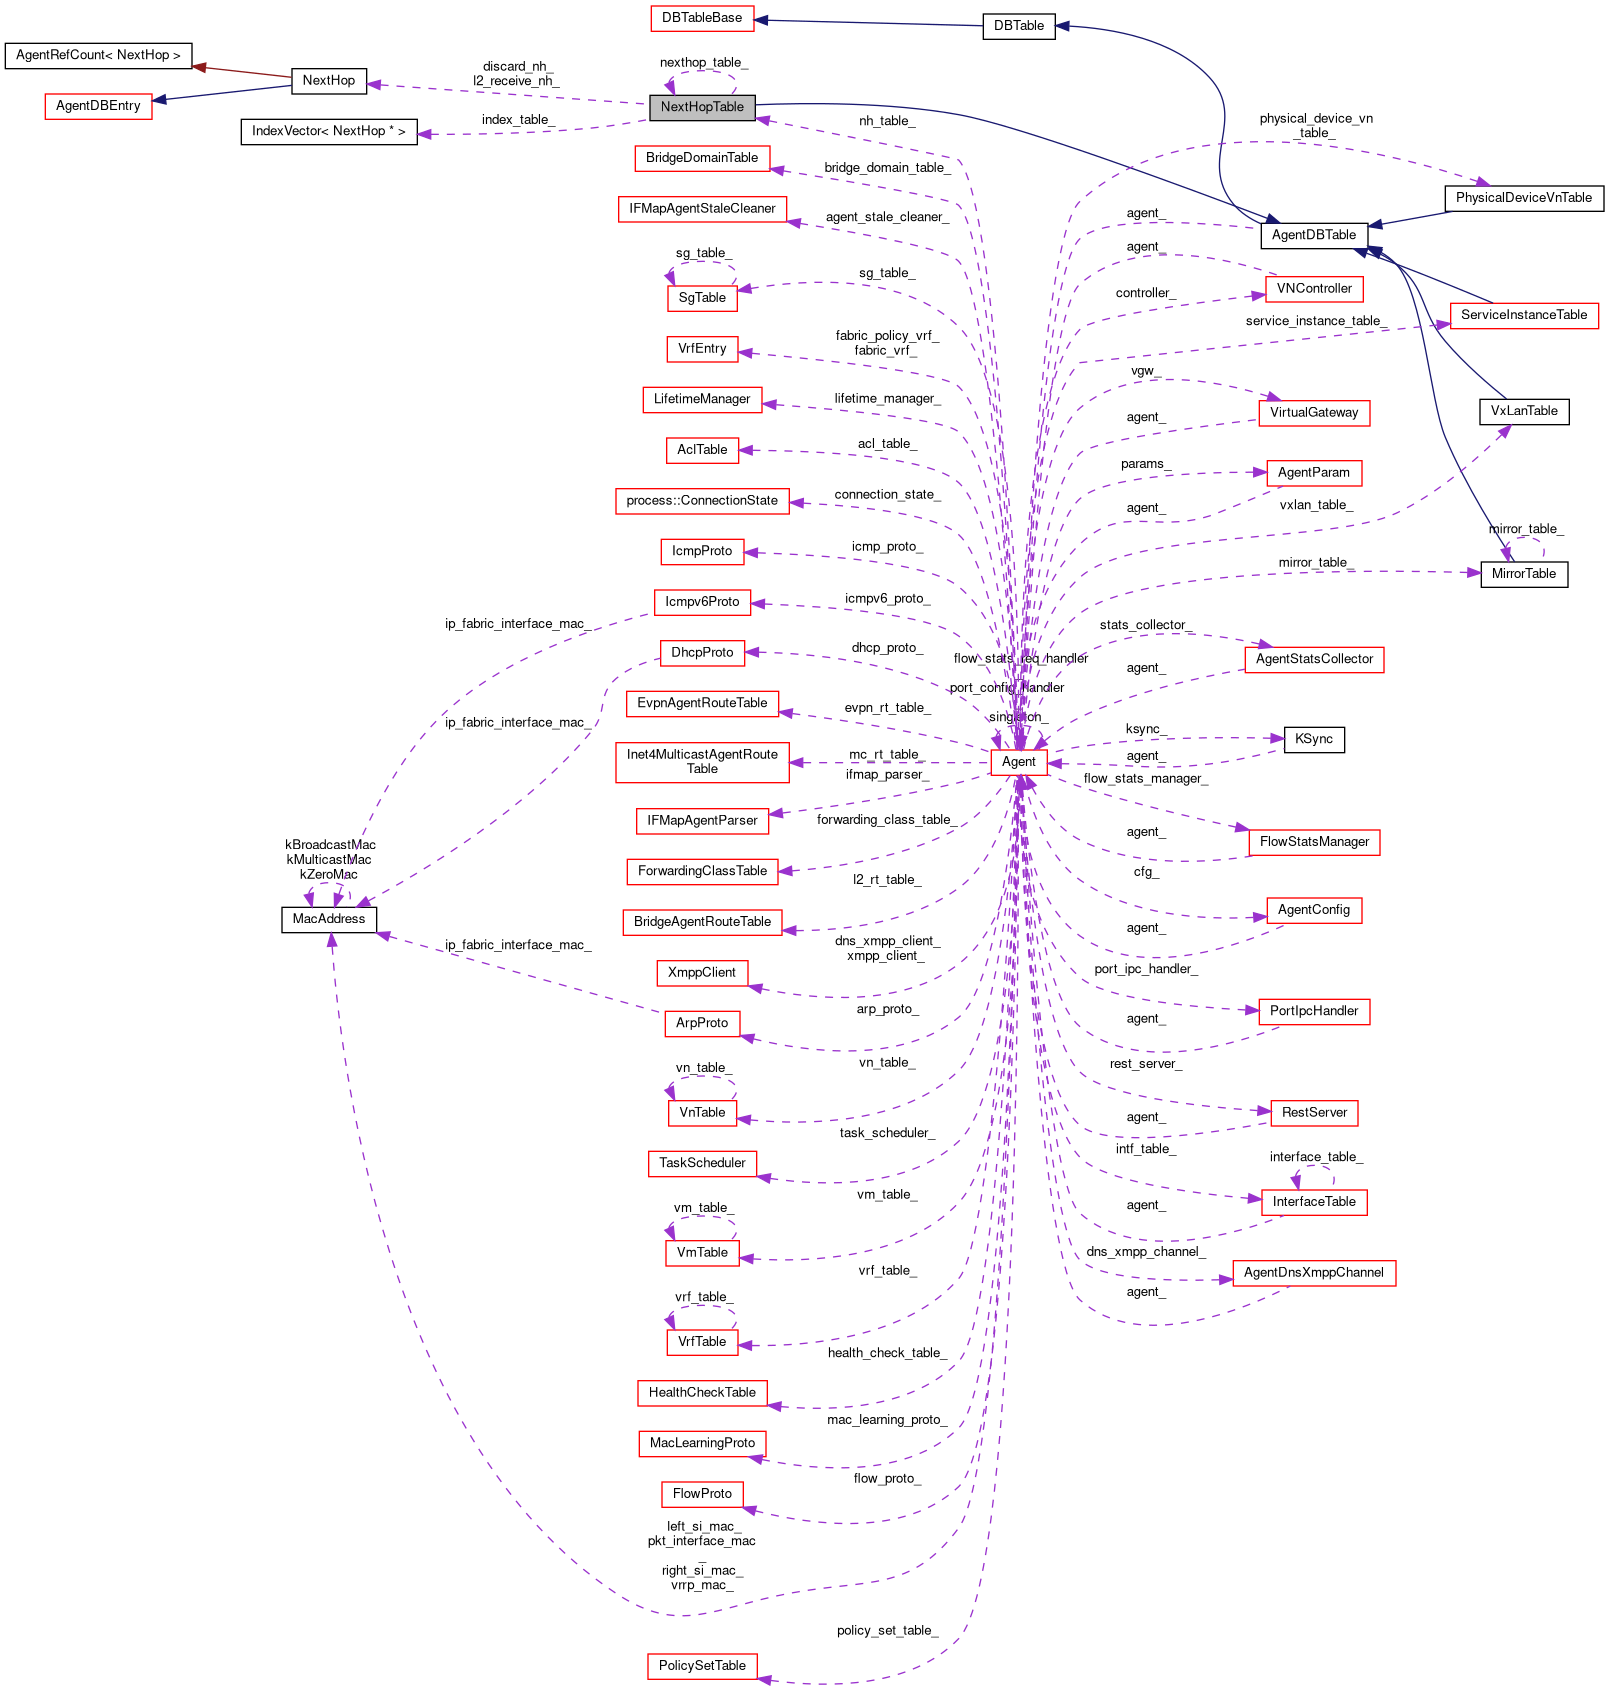 DBTableBase
DBTable
AgentRefCount< NextHop >
NextHop
AgentDBEntry
IndexVector< NextHop * >
discard_nh_
l2_receive_nh_
index_table_
nexthop_table_
NextHopTable
nh_table_
BridgeDomainTable
bridge_domain_table_
IFMapAgentStaleCleaner
agent_stale_cleaner_
sg_table_
SgTable
sg_table_
VrfEntry
fabric_policy_vrf_
fabric_vrf_
LifetimeManager
lifetime_manager_
AclTable
acl_table_
process::ConnectionState
connection_state_
IcmpProto
icmp_proto_
Icmpv6Proto
icmpv6_proto_
ip_fabric_interface_mac_
DhcpProto
dhcp_proto_
ip_fabric_interface_mac_
EvpnAgentRouteTable
evpn_rt_table_
Inet4MulticastAgentRoute
Table
mc_rt_table_
IFMapAgentParser
ifmap_parser_
ForwardingClassTable
forwarding_class_table_
kBroadcastMac
kMulticastMac
kZeroMac
MacAddress
BridgeAgentRouteTable
l2_rt_table_
XmppClient
dns_xmpp_client_
xmpp_client_
ip_fabric_interface_mac_
ArpProto
arp_proto_
vn_table_
VnTable
vn_table_
TaskScheduler
task_scheduler_
vm_table_
VmTable
vm_table_
vrf_table_
VrfTable
vrf_table_
HealthCheckTable
health_check_table_
MacLearningProto
mac_learning_proto_
FlowProto
flow_proto_
left_si_mac_
pkt_interface_mac
_
right_si_mac_
vrrp_mac_
PolicySetTable
policy_set_table_
flow_stats_req_handler
port_config_handler
singleton_
Agent
physical_device_vn
_table_
PhysicalDeviceVnTable
agent_
AgentDBTable
agent_
VNController
controller_
service_instance_table_
ServiceInstanceTable
vgw_
VirtualGateway
agent_
VxLanTable
params_
AgentParam
agent_
vxlan_table_
mirror_table_
mirror_table_
MirrorTable
stats_collector_
AgentStatsCollector
agent_
ksync_
KSync
agent_
flow_stats_manager_
FlowStatsManager
agent_
cfg_
AgentConfig
agent_
port_ipc_handler_
PortIpcHandler
agent_
rest_server_
RestServer
agent_
intf_table_
interface_table_
InterfaceTable
agent_
dns_xmpp_channel_
AgentDnsXmppChannel
agent_